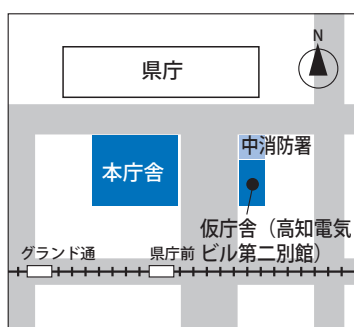 N
県庁
中消防署
本庁舎
仮庁舎（高知電気
ビル第二別館）
グランド通
県庁前